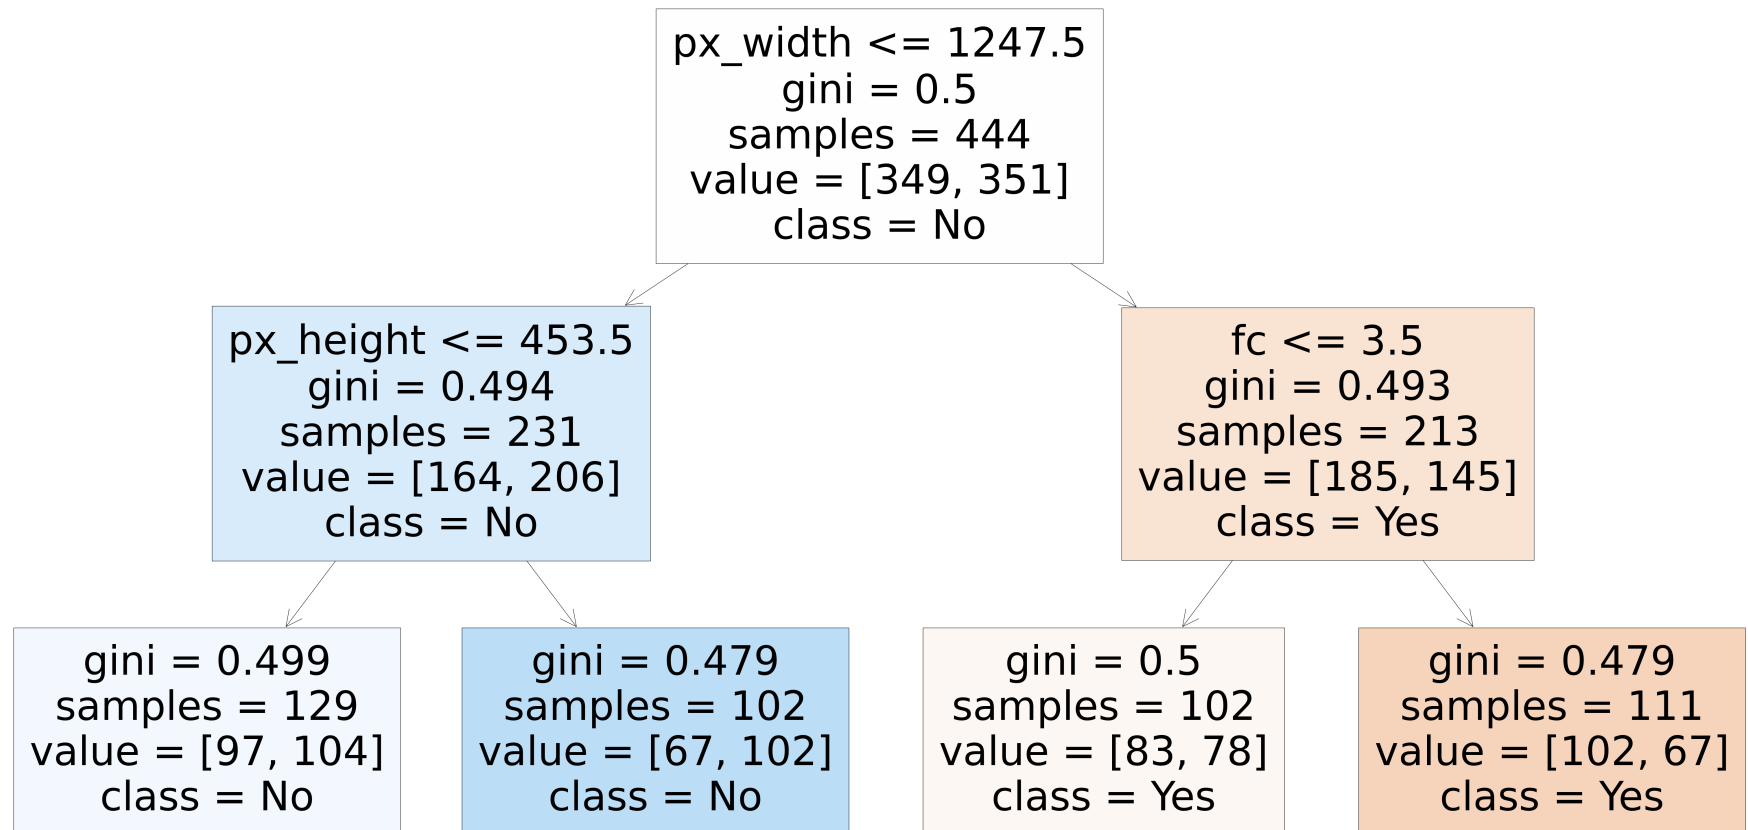 px_width <= 1247.5
gini = 0.5
samples = 444
value = [349, 351]
class = No
px_height <= 453.5
gini = 0.494
samples = 231
value = [164, 206]
class = No
fc <= 3.5
gini = 0.493
samples = 213
value = [185, 145]
class = Yes
gini = 0.499
samples = 129
value = [97, 104]
class = No
gini = 0.479
samples = 102
value = [67, 102]
class = No
gini = 0.5
samples = 102
value = [83, 78]
class = Yes
gini = 0.479
samples = 111
value = [102, 67]
class = Yes